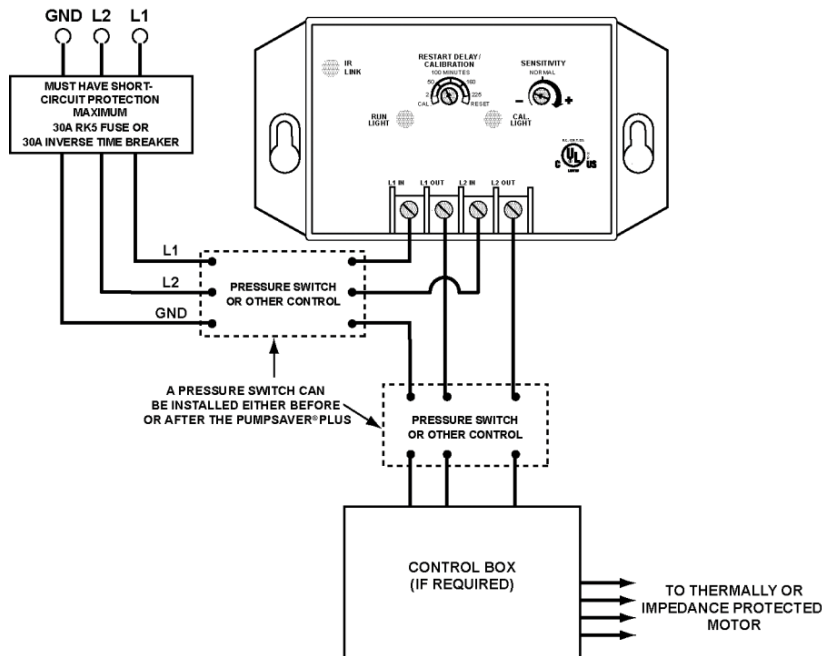 GND L2 L1
MUST HAVE SHORT-
CIRCUIT PROTECTION
MAXIMUM
30A RK5 FUSE OR
30A INVERSE TIME BREAKER
IR
LINK
RESTART DELAY/
CALIBRATION
100 MINUTES
50 160
2 225
CAL. RESET
SENSITIVITY
NORMAL
- +
RUN
LIGHT
CAL.
LIGHT
C UL US
LISTED
L1 IN L1 OUT L2 IN L2 OUT
L1
L2
GND
PRESSURE SWITCH
OR OTHER CONTROL
A PRESSURE SWITCH CAN
BE INSTALLED EITHER BEFORE
OR AFTER THE PUMPSAVER® PLUS
PRESSURE SWITCH
OR OTHER CONTROL
CONTROL BOX
(IF REQUIRED)
TO THERMALLY OR
IMPEDANCE PROTECTED
MOTOR